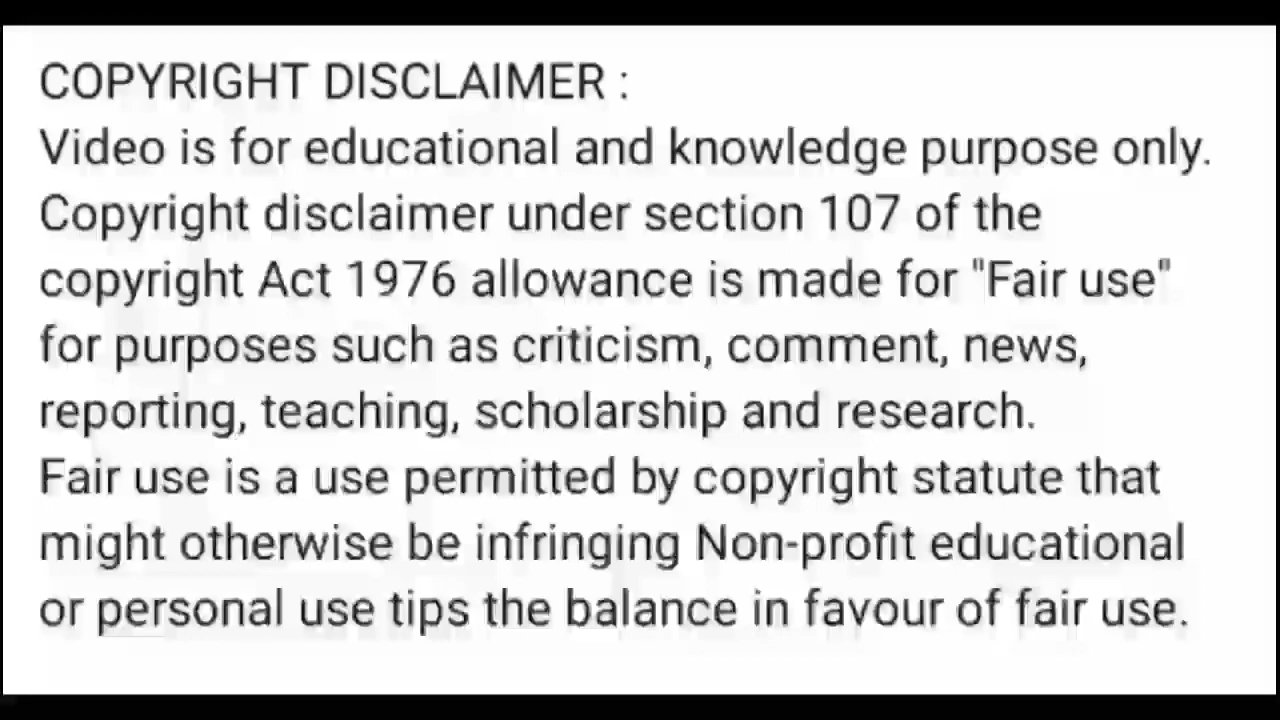 COPYRIGHT DISCLAIMER :
Video is for educational and knowledge purpose only.
Copyright disclaimer under section 107 of the
copyright Act 1976 allowance is made for "Fair use"
for purposes such as criticism, comment, news,
reporting, teaching, scholarship and research.
Fair use is a use permitted by copyright statute that
might otherwise be infringing Non-profit educational
or personal use tips the balance in favour of fair use.